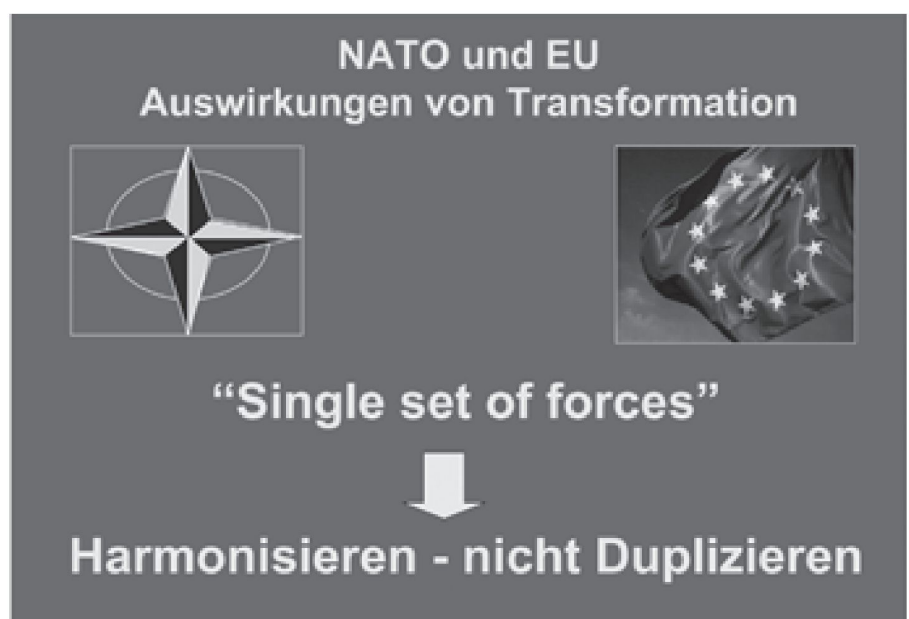 NATO und EU
Auswirkungen von Transformation
“Single set of forces”
Harmonisieren - nicht Duplizieren